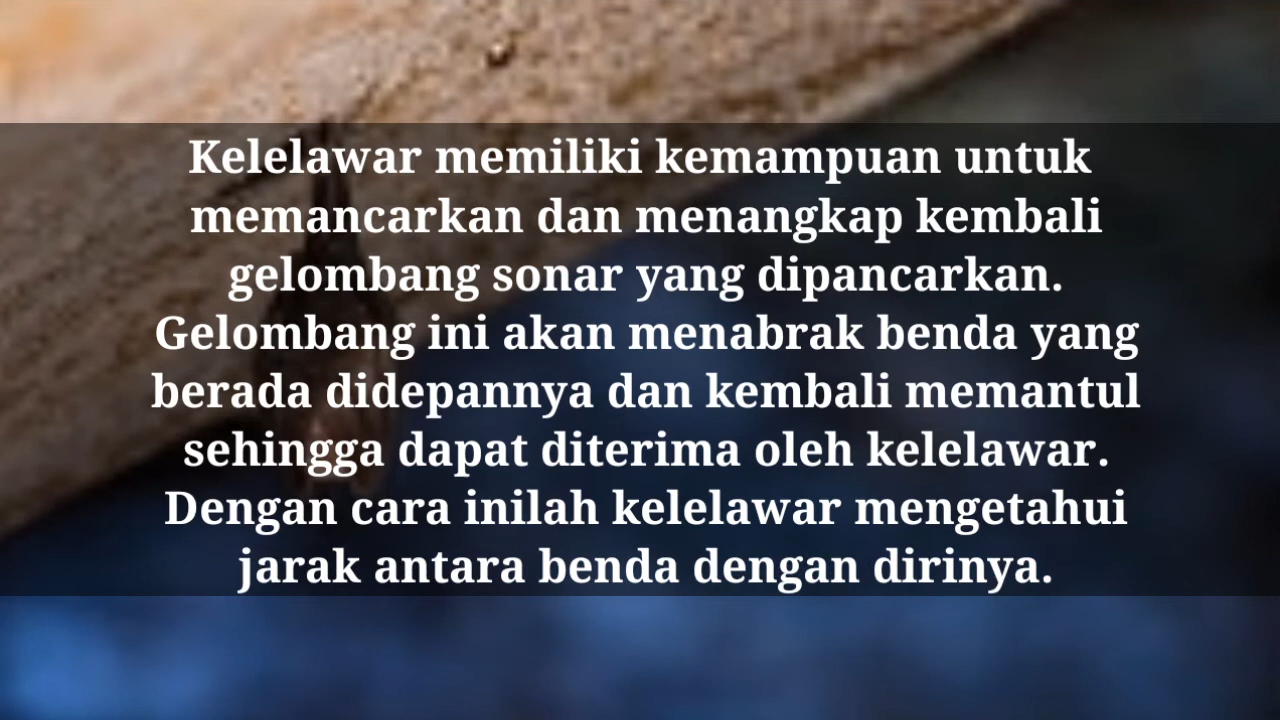 Kelelawar memiliki kemampuan untuk
memancarkan dan menangkap kembali
gelombang sonar yang dipancarkan.
Gelombang ini akan menabrak benda yang
berada didepannya dan kembali memantul
sehingga dapat diterima oleh kelelawar.
Dengan cara inilah kelelawar mengetahui
jarak antara benda dengan dirinya.